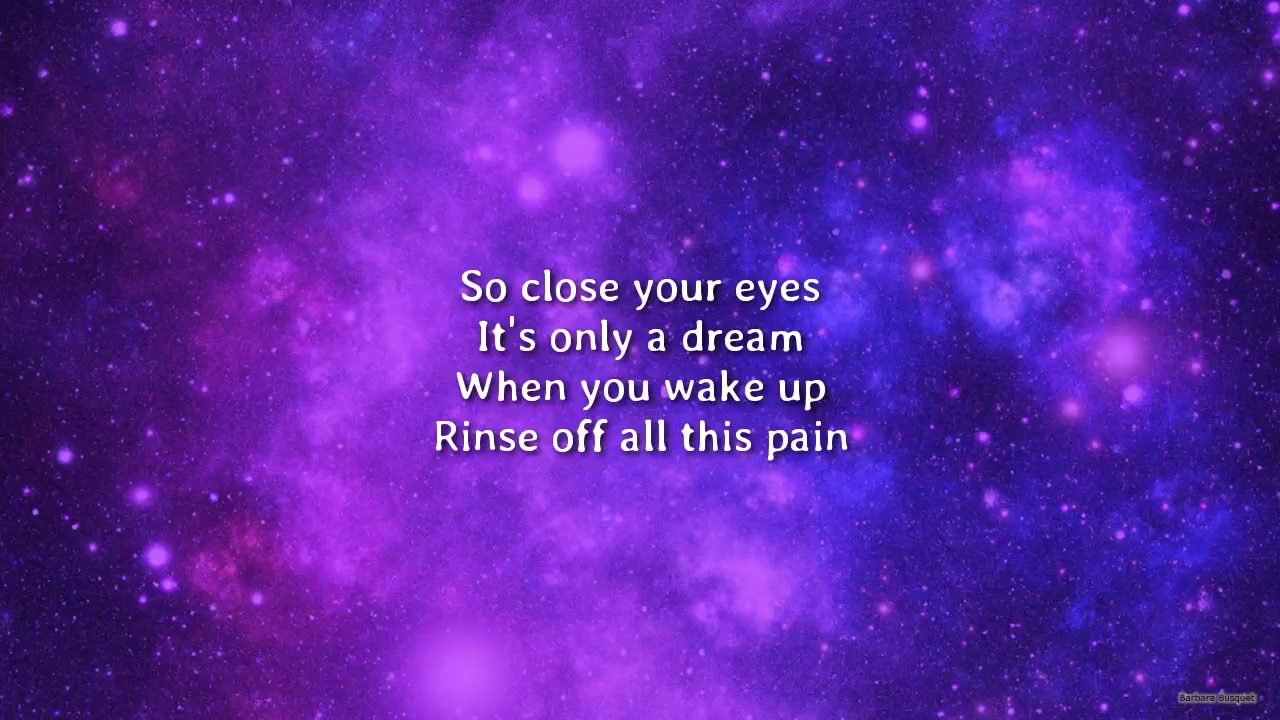 So close your eyes
It's only a dream
When you wake up
Rinse off all this pain
Barbara Busquet